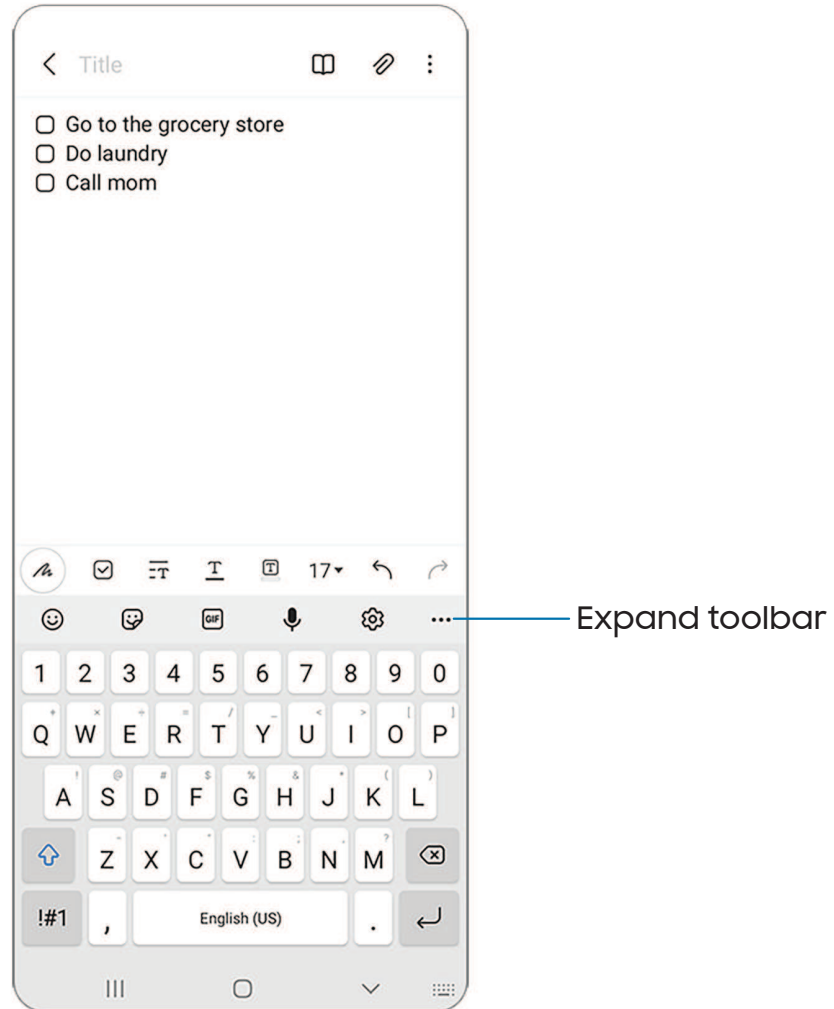 Title
Go to the grocery store
Do laundry
Call mom
T T T 17
GIF
Expand toolbar
1 2 3 4 5 6 7 8 9 0
+ × ÷ = / _ < > [ ]
Q W E R T Y U I O P
! @ # $ % & * ( )
A S D F G H J K L
- ' " : ; , ?
Z X C V B N M
!#1 , English (US) .